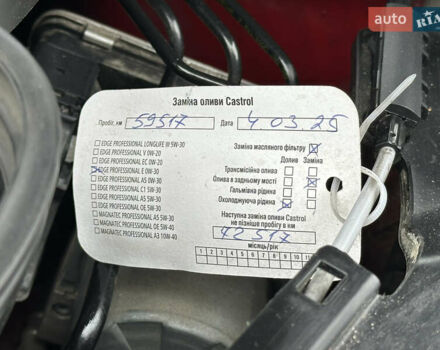 auto RIA
Заміна оливи Castrol
Пробіг, км 59517 Дата 4 03.25
EDGE PROFESSIONAL LONGLIFE III 5W-30
EDGE PROFESSIONAL V 0W-20
EDGE PROFESSIONAL EC 0W-20
EDGE PROFESSIONAL E 0W-30
EDGE PROFESSIONAL A5 0W-30
EDGE PROFESSIONAL C1 5W-30
EDGE PROFESSIONAL A5 5W-30
EDGE PROFESSIONAL OE 5W-30
MAGNATEC PROFESSIONAL A5 5W-30
MAGNATEC PROFESSIONAL OE 5W-40
MAGNATEC PROFESSIONAL A3 10W-40
Заміна масляного фільтру
Долив Заміна
Трансмісійна олива
Олива в задньому мості
Гальмівна рідина
Охолоджуюча рідина
Наступна заміна оливи Castrol
не пізніше пробігу в км
72 517
1 2 3 4 5 6 7 8 9 10 11
місяць/рік